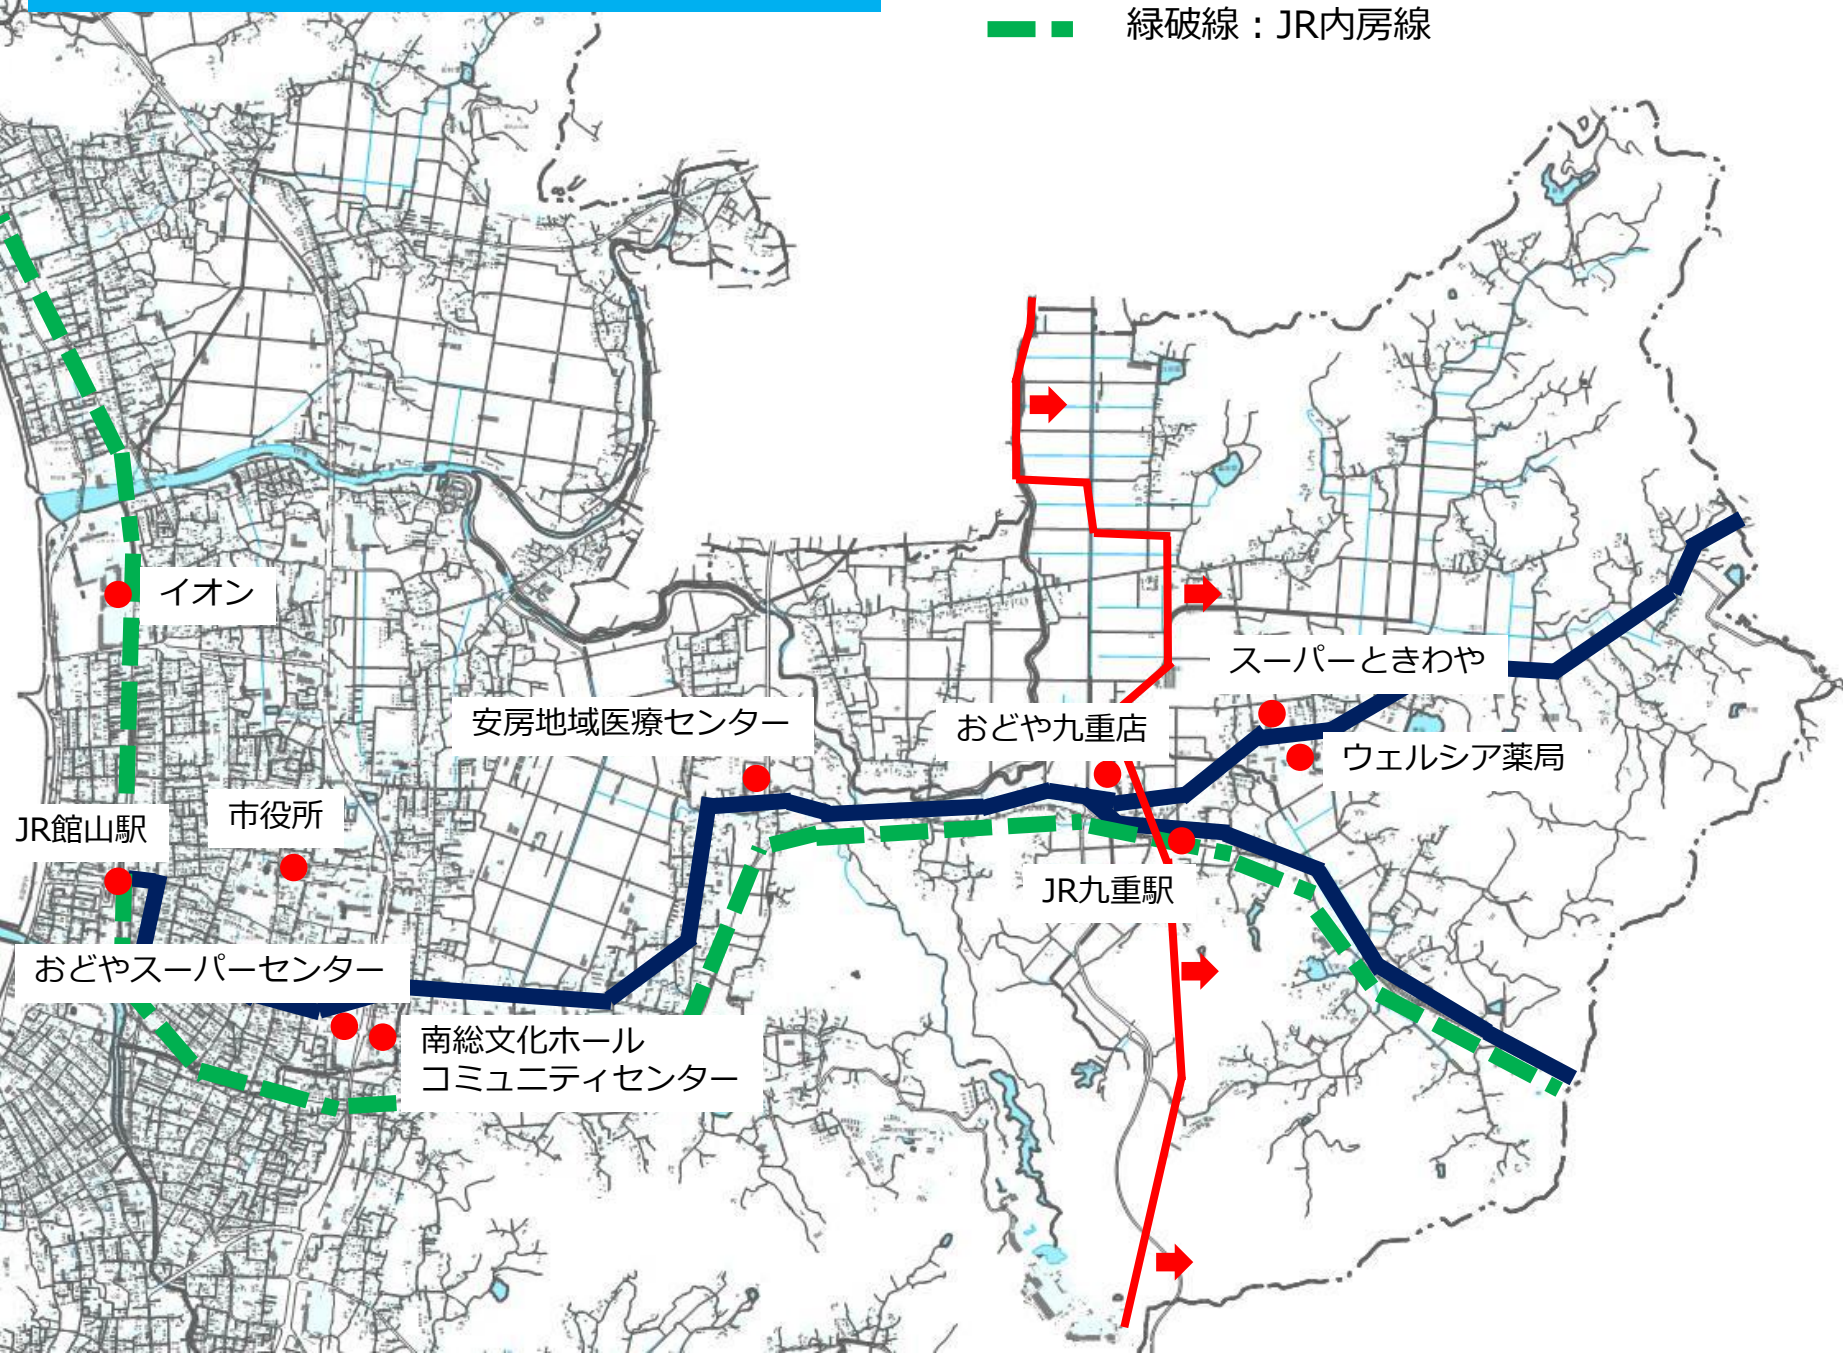 緑破線：JR内房線
イオン
スーパーときわや
安房地域医療センター
おどや九重店
ウェルシア薬局
市役所
JR館山駅
JR九重駅
おどやスーパーセンター
南総文化ホール
コミュニティセンター